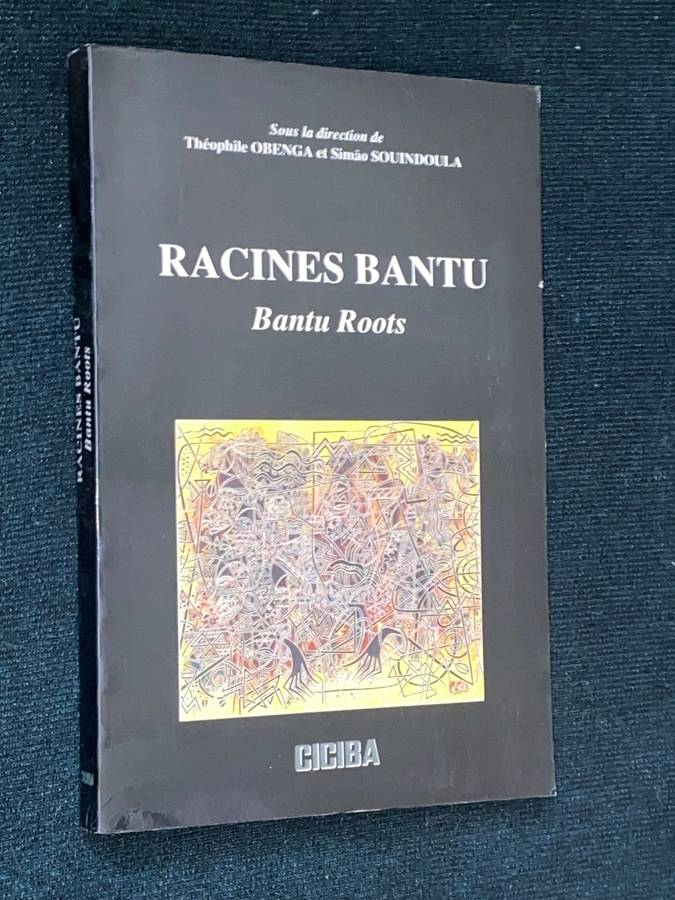 Sous la direction de
Théophile OBENGA et Simão SOUINDOULA
RACINES BANTU
Bantu Roots
CICIBA
RACINES BANTU
Bantu Roots